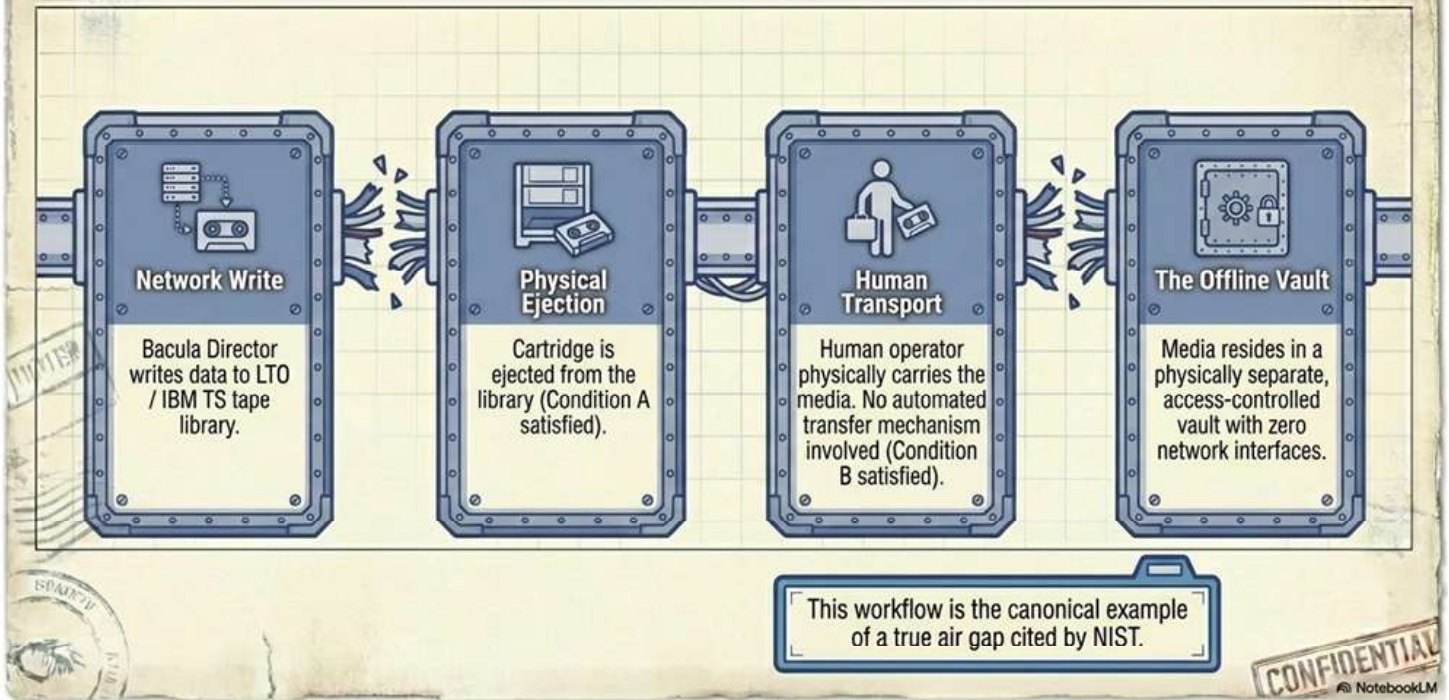 Network Write
Bacula Director
writes data to LTO
/ IBM TS tape
library.
Physical
Ejection
Cartridge is
ejected from the
library (Condition A
satisfied).
Human
Transport
Human operator
physically carries the
media. No automated
transfer mechanism
involved (Condition
B satisfied).
The Offline Vault
Media resides in a
physically separate,
access-controlled
vault with zero
network interfaces.
This workflow is the canonical example
of a true air gap cited by NIST.
CONFIDENTIAL
NotebookLM